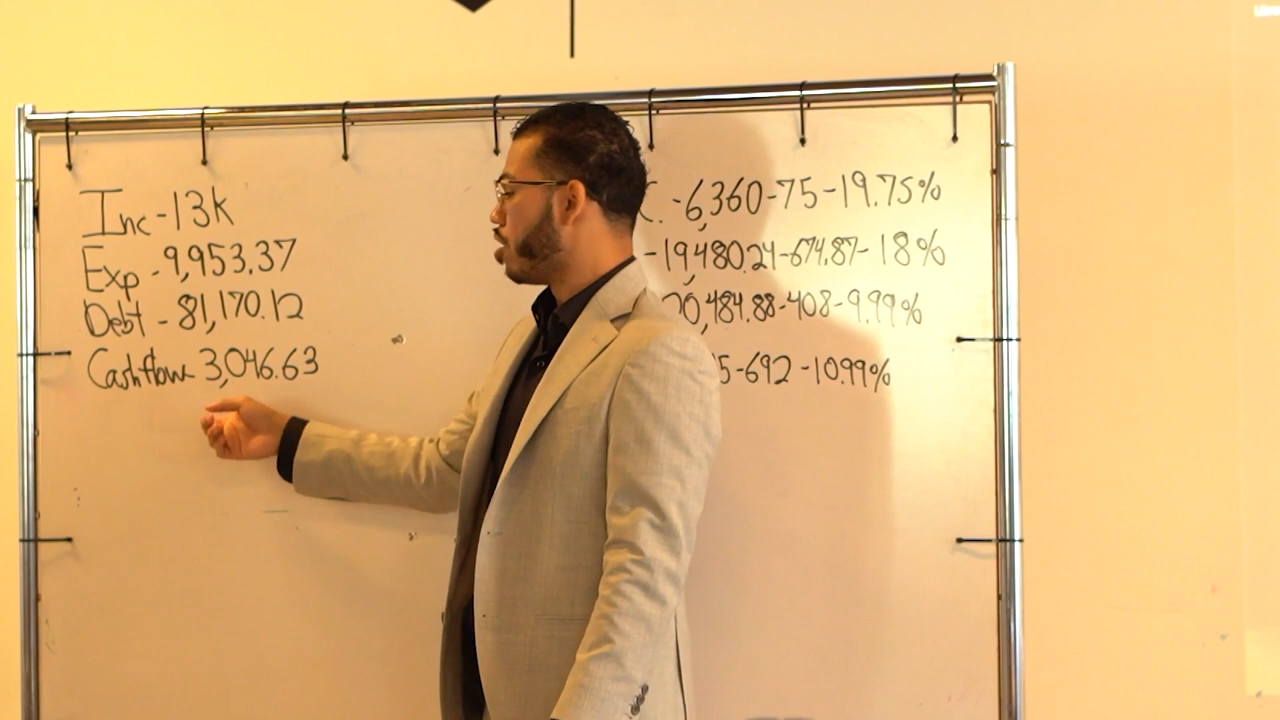 Inc - 13k
Exp - 9,953.37
Debt - 81,170.12
Cashflow 3,046.63
C. - 6,360 - 75 - 19.75%
- 19,480.24 - 674.87 - 18%
20,484.88 - 408 - 9.99%
5 - 692 - 10.99%